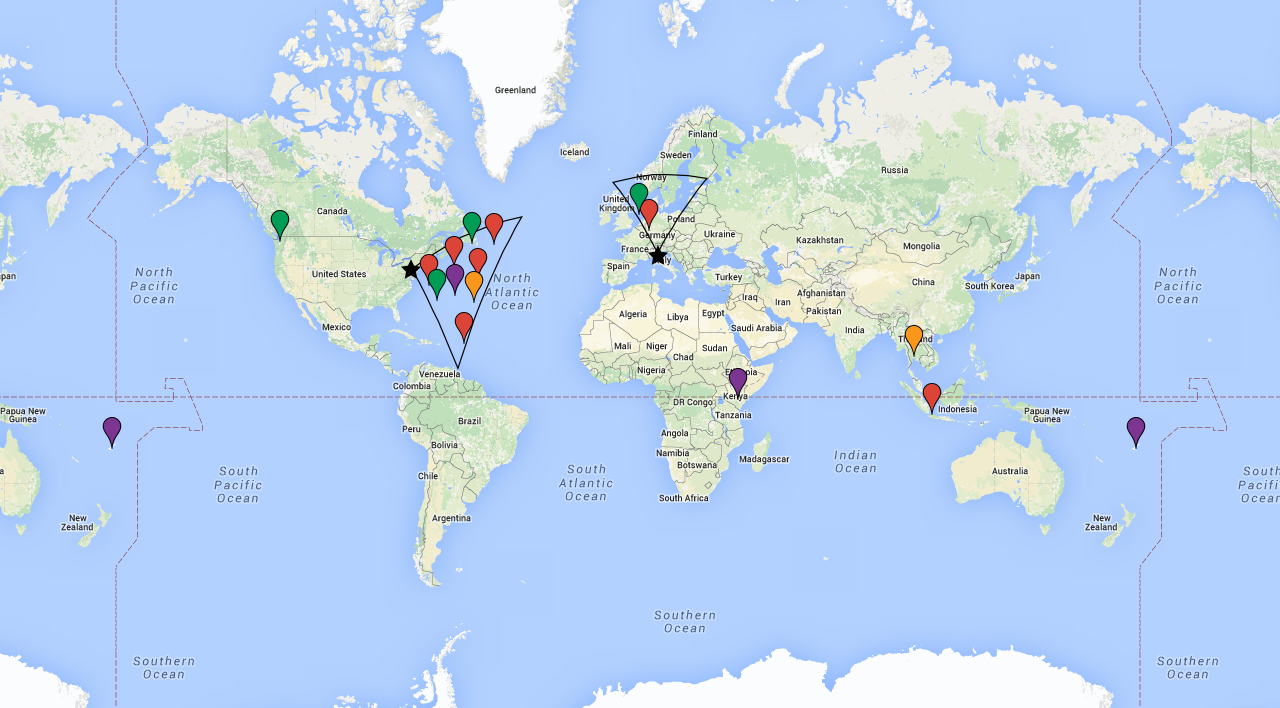 Greenland
Iceland
Finland
Sweden
Norway
Russia
United
Kingdom
Canada
Poland
Germany
Ukraine
France
Kazakhstan
Mongolia
North
Pacific
Ocean
United States
North
Atlantic
Ocean
Spain
Turkey
China
Japan
South Korea
North
Pacific
Ocean
pan
Iraq
Iran
Afghanistan
Pakistan
Mexico
Algeria
Libya
Egypt
Saudi Arabia
India
Mali
Niger
Chad
Sudan
Venezuela
Colombia
Nigeria
Ethiopia
Kenya
DR Congo
Tanzania
Indonesia
Papua New
Guinea
Papua New
Guinea
Peru
Brazil
Bolivia
Angola
Namibia
Botswana
Madagascar
Indian
Ocean
Australia
South
Pacific
Ocean
Chile
South
Atlantic
Ocean
South Africa
South
Pacific
Ocean
Argentina
New
Zealand
New
Zealand
Southern
Ocean
Southern
Ocean
Southern
Ocean